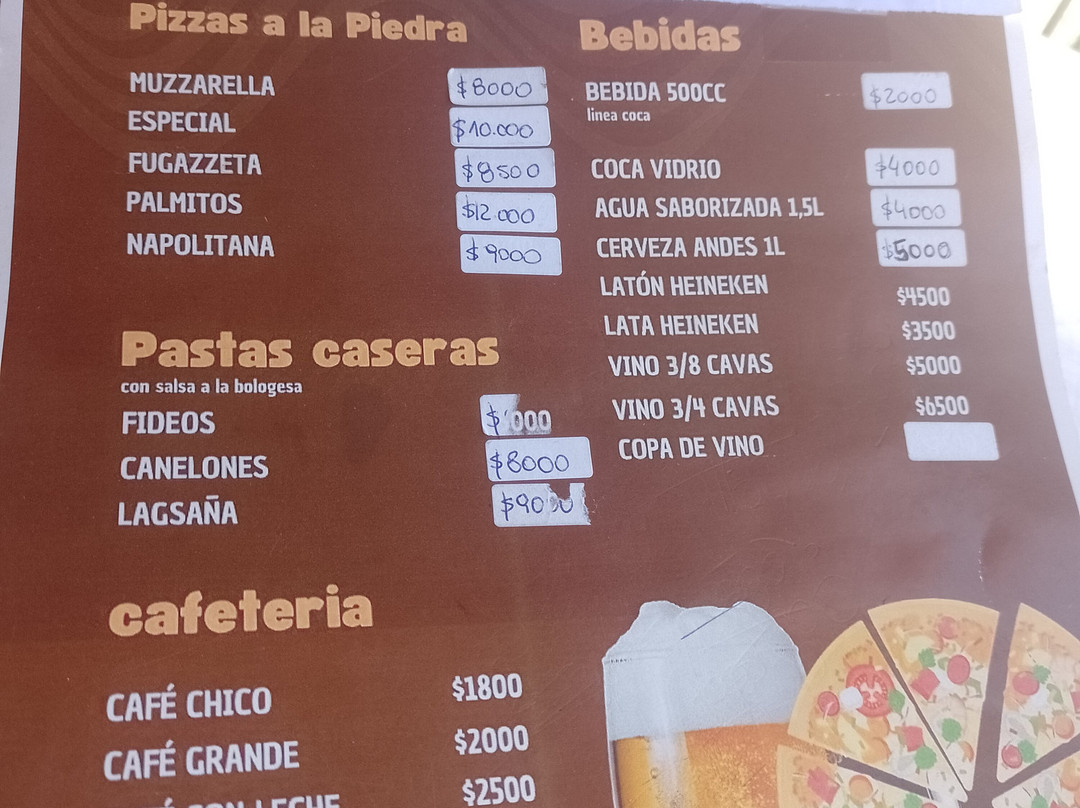 Pizzas a la Piedra
MUZZARELLA $8000
ESPECIAL $10.000
FUGAZZETA $8500
PALMITOS $12.000
NAPOLITANA $9000
Pastas caseras
con salsa a la bologesa
FIDEOS
CANELONES $8000
LAGSAÑA
cafeteria
CAFÉ CHICO $1800
CAFÉ GRANDE $2000
$2500
Bebidas
BEBIDA 500CC $2000
linea coca
COCA VIDRIO $4000
AGUA SABORIZADA 1,5L $4000
CERVEZA ANDES 1L $5000
LATÓN HEINEKEN $4500
LATA HEINEKEN $3500
VINO 3/8 CAVAS $5000
VINO 3/4 CAVAS $6500
COPA DE VINO